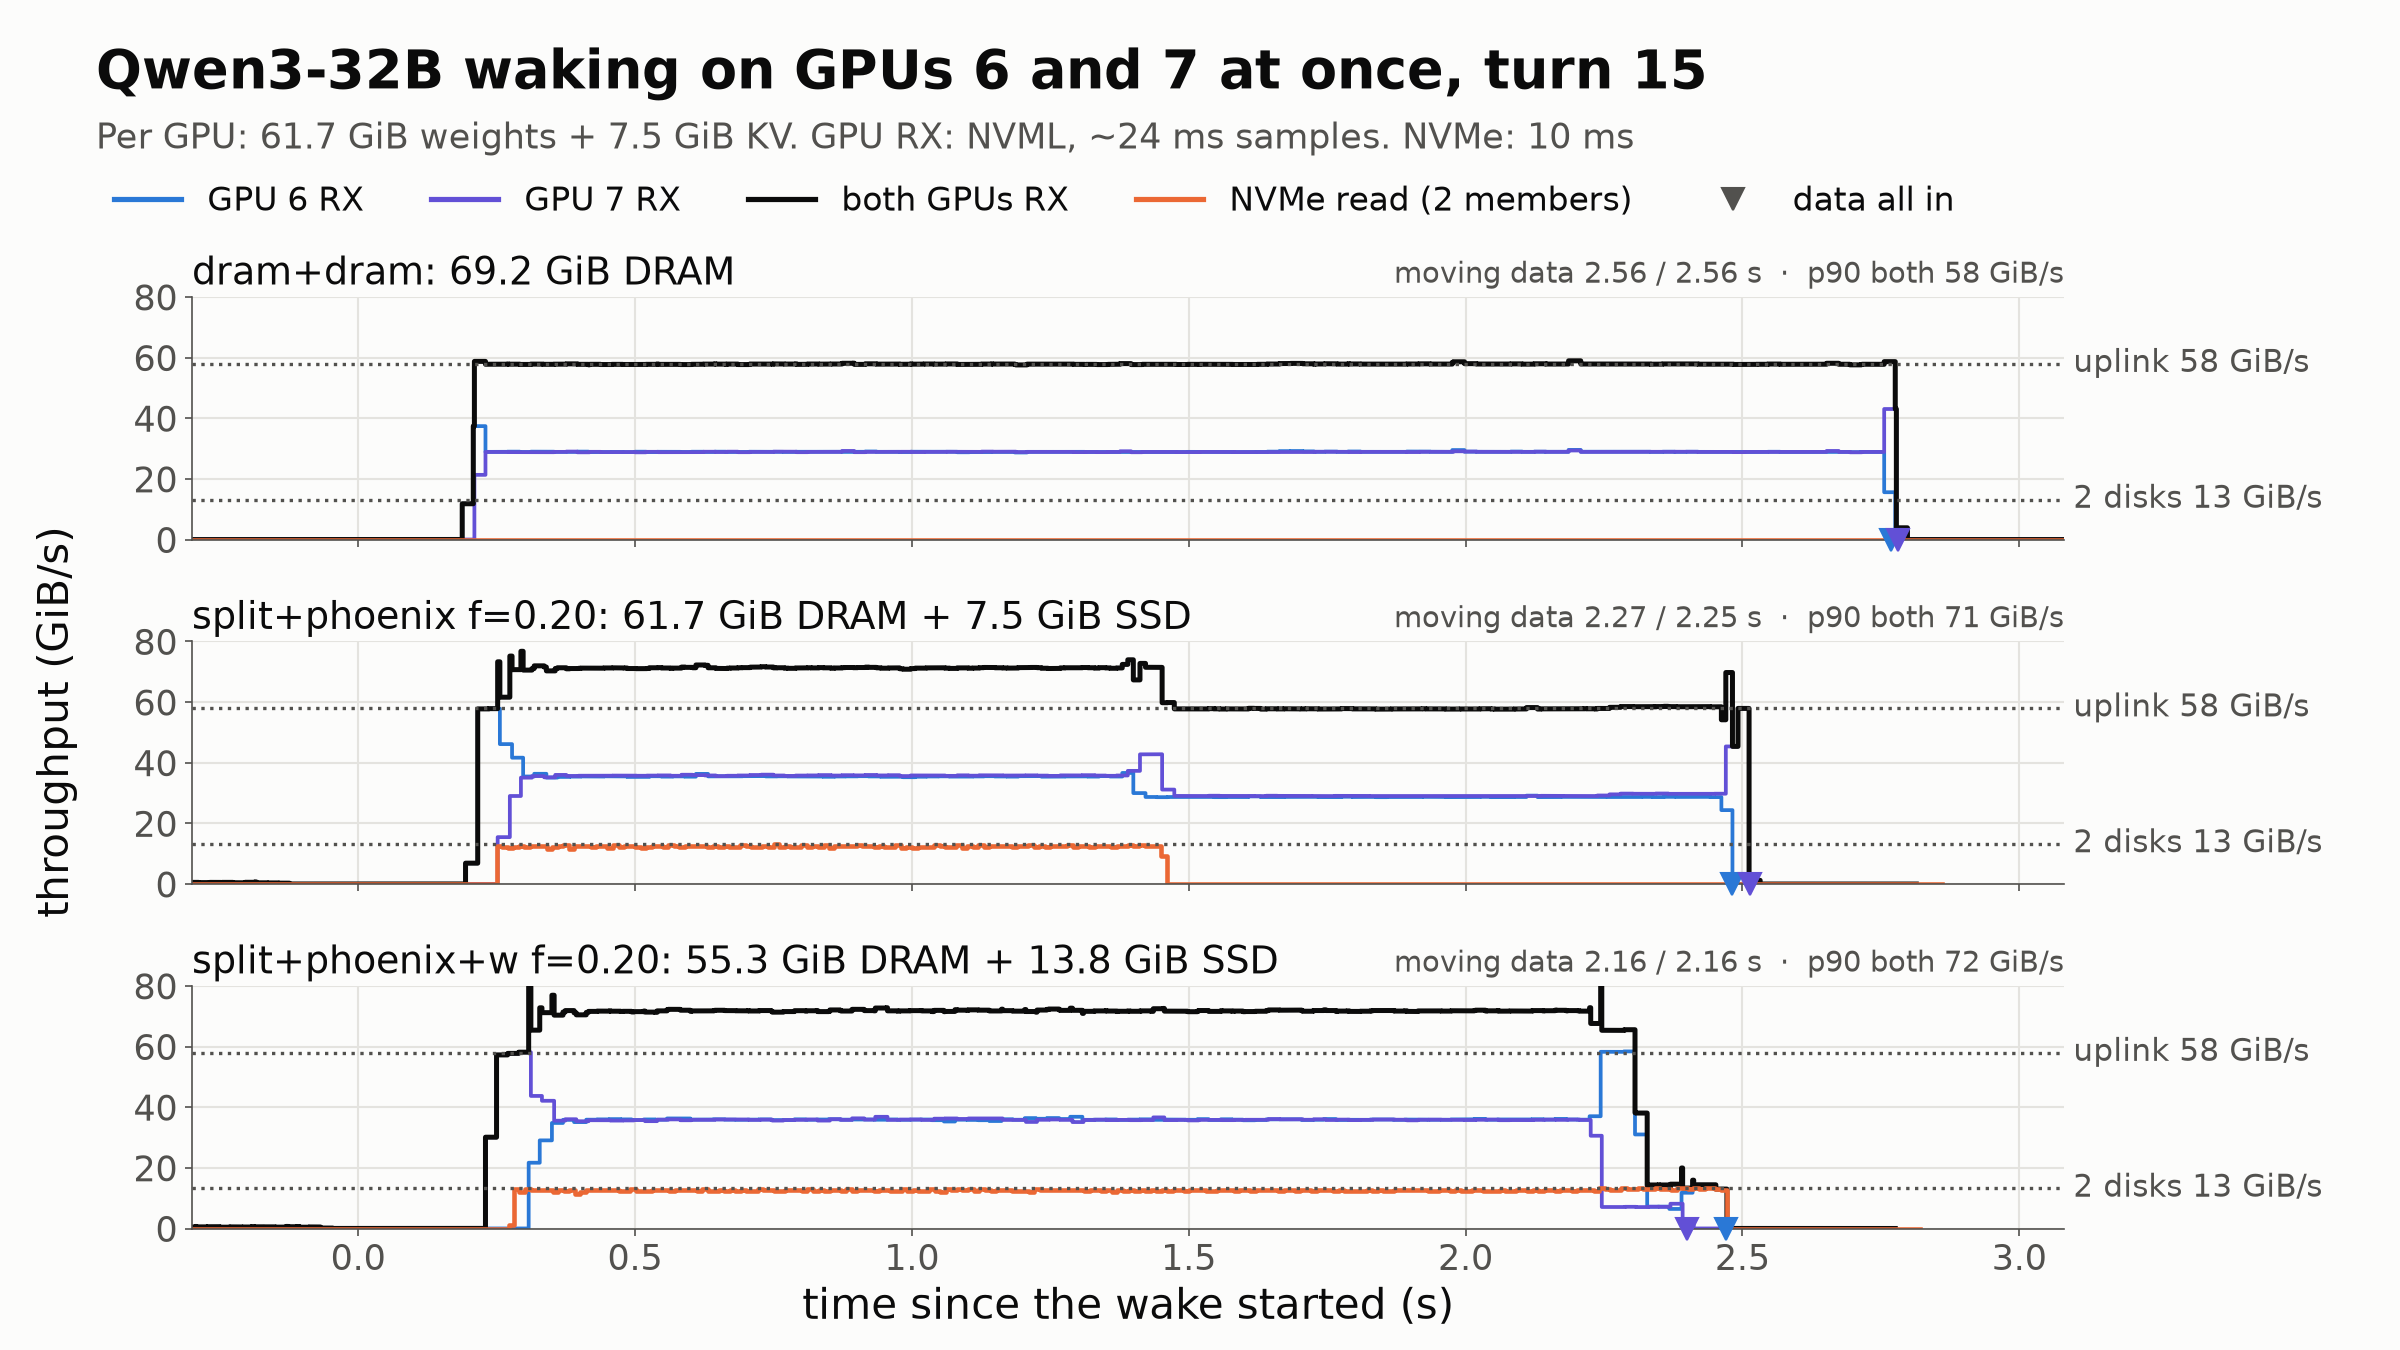 Qwen3-32B waking on GPUs 6 and 7 at once, turn 15
Per GPU: 61.7 GiB weights + 7.5 GiB KV. GPU RX: NVML, ~24 ms samples. NVMe: 10 ms
GPU 6 RX GPU 7 RX both GPUs RX NVMe read (2 members) data all in
dram+dram: 69.2 GiB DRAM moving data 2.56 / 2.56 s · p90 both 58 GiB/s
80
60
40
20
0
uplink 58 GiB/s
2 disks 13 GiB/s
split+phoenix f=0.20: 61.7 GiB DRAM + 7.5 GiB SSD moving data 2.27 / 2.25 s · p90 both 71 GiB/s
80
60
40
20
0
uplink 58 GiB/s
2 disks 13 GiB/s
split+phoenix+w f=0.20: 55.3 GiB DRAM + 13.8 GiB SSD moving data 2.16 / 2.16 s · p90 both 72 GiB/s
80
60
40
20
0
uplink 58 GiB/s
2 disks 13 GiB/s
throughput (GiB/s)
0.0 0.5 1.0 1.5 2.0 2.5 3.0
time since the wake started (s)